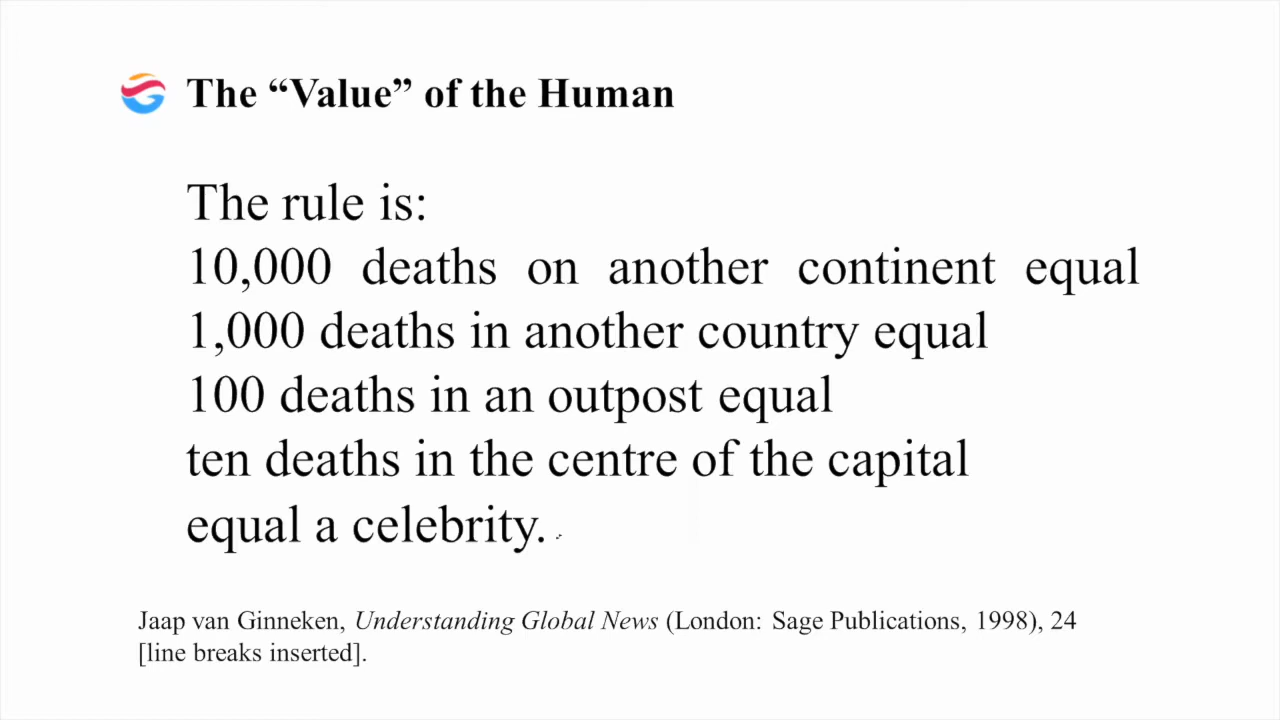 The “Value” of the Human
The rule is:
10,000 deaths on another continent equal
1,000 deaths in another country equal
100 deaths in an outpost equal
ten deaths in the centre of the capital
equal a celebrity.
Jaap van Ginneken, Understanding Global News (London: Sage Publications, 1998), 24
[line breaks inserted].